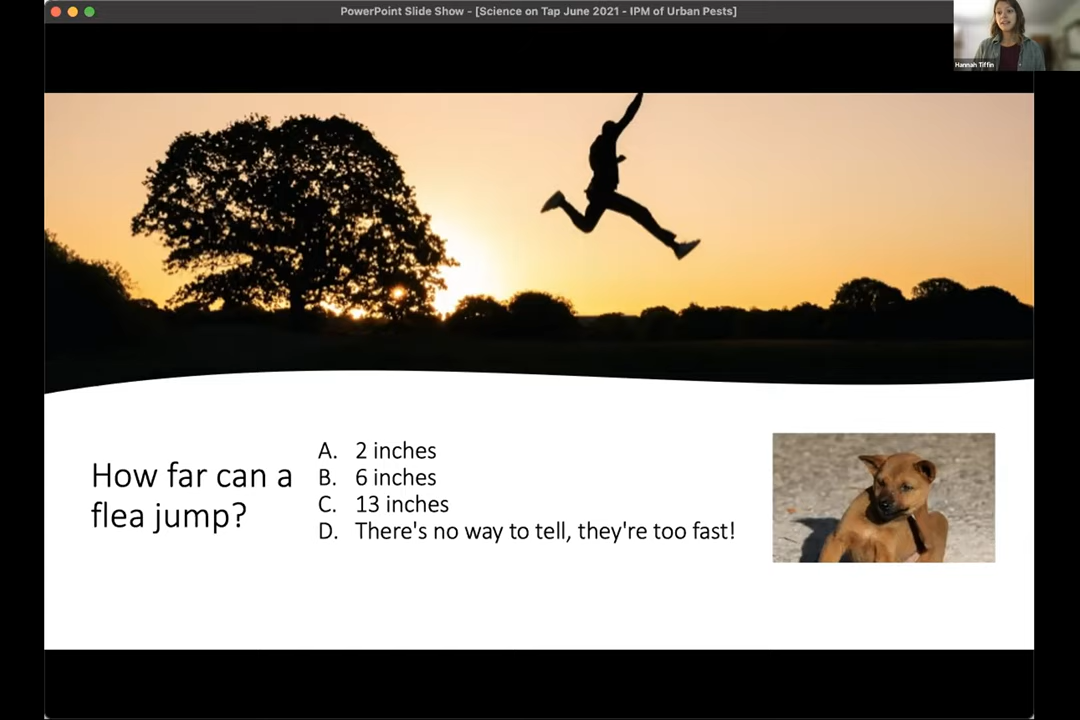 PowerPoint Slide Show - [Science on Tap June 2021 - IPM of Urban Pests]
Hannah Tiffin
How far can a
flea jump?
A. 2 inches
B. 6 inches
C. 13 inches
D. There's no way to tell, they're too fast!